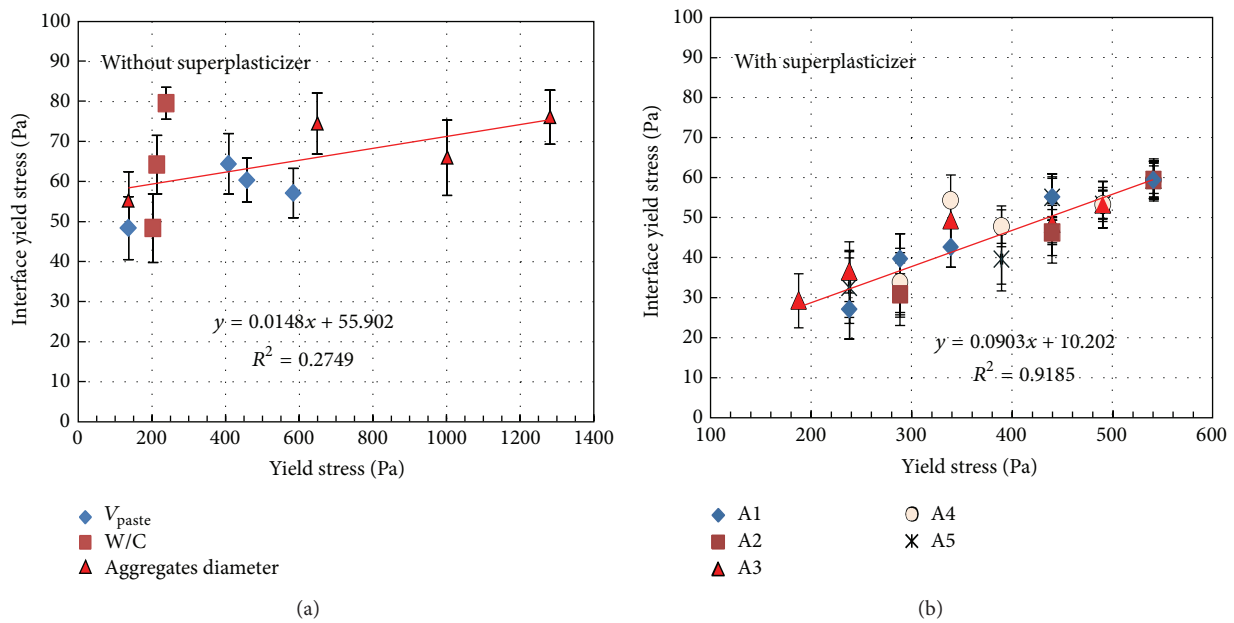 100
90
80
70
60
50
40
30
20
10
0
Interface yield stress (Pa)
Without superplasticizer
y = 0.0148x + 55.902
R² = 0.2749
0 200 400 600 800 1000 1200 1400
Yield stress (Pa)
V_paste
W/C
Aggregates diameter
(a)
100
90
80
70
60
50
40
30
20
10
0
Interface yield stress (Pa)
With superplasticizer
y = 0.0903x + 10.202
R² = 0.9185
100 200 300 400 500 600
Yield stress (Pa)
A1
A2
A3
A4
A5
(b)